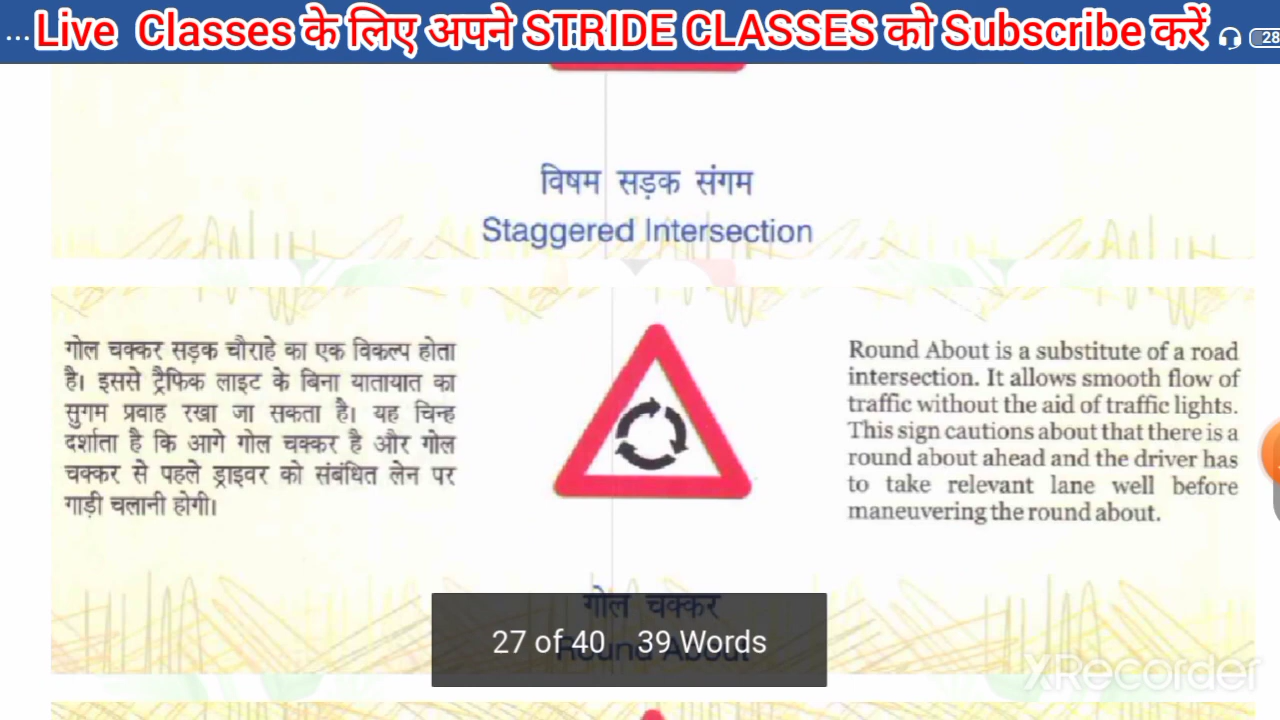 ... Live Classes के लिए अपने STRIDE CLASSES को Subscribe करें 28
विषम सड़क संगम
Staggered Intersection
गोल चक्कर सड़क चौराहे का एक विकल्प होता
है। इससे ट्रैफिक लाइट के बिना यातायात का
सुगम प्रवाह रखा जा सकता है। यह चिन्ह
दर्शाता है कि आगे गोल चक्कर है और गोल
चक्कर से पहले ड्राइवर को संबंधित लेन पर
गाड़ी चलानी होगी।
Round About is a substitute of a road
intersection. It allows smooth flow of
traffic without the aid of traffic lights.
This sign cautions about that there is a
round about ahead and the driver has
to take relevant lane well before
maneuvering the round about.
गोल चक्कर
Round About
27 of 40 39 Words
XRecorder